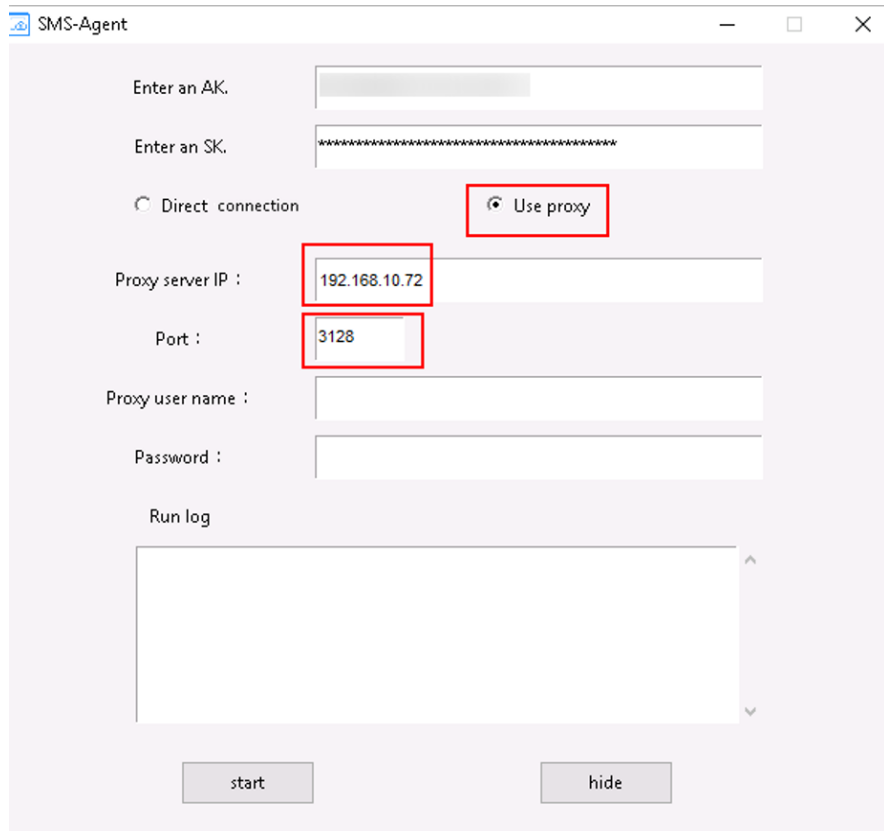 SMS-Agent
Enter an AK.
Enter an SK. ****************************************
Direct connection Use proxy
Proxy server IP : 192.168.10.72
Port : 3128
Proxy user name :
Password :
Run log
start hide